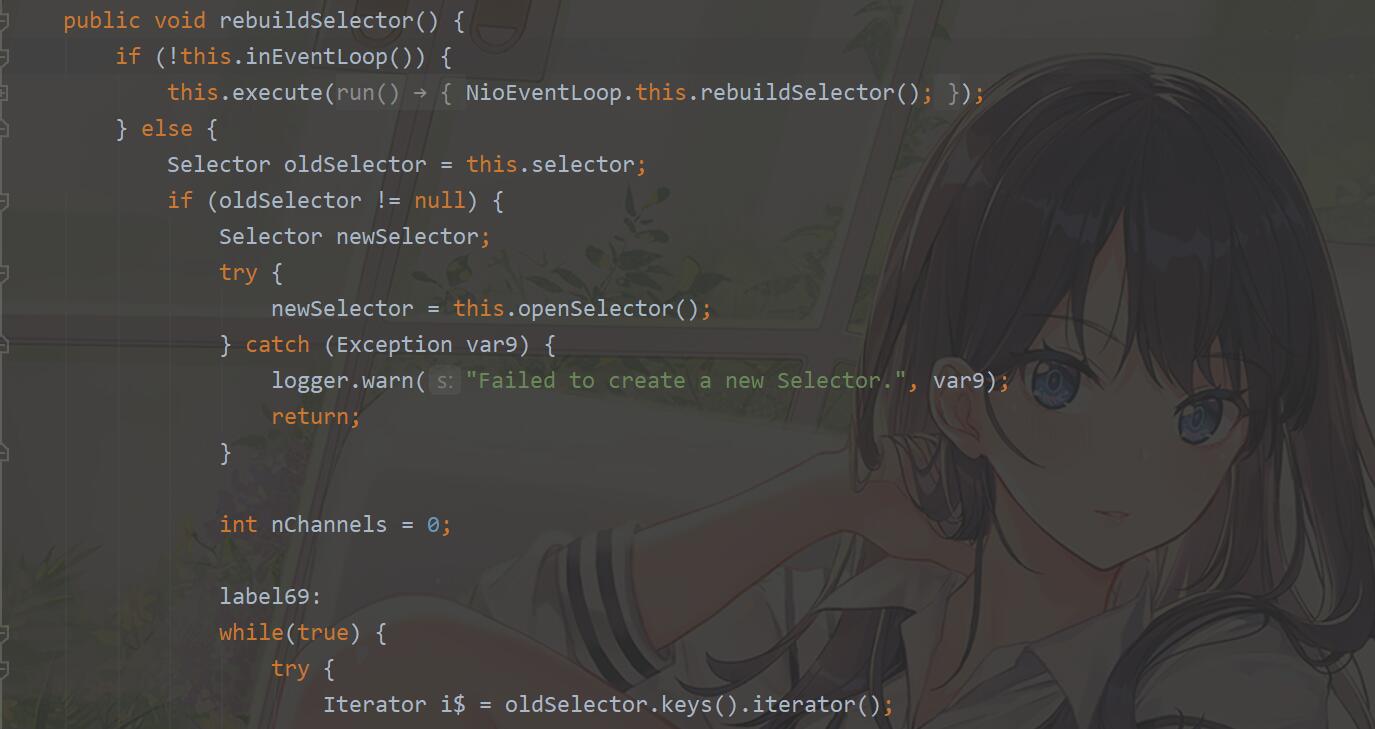 public void rebuildSelector() {
if (!this.inEventLoop()) {
this.execute(run() → { NioEventLoop.this.rebuildSelector(); });
} else {
Selector oldSelector = this.selector;
if (oldSelector != null) {
Selector newSelector;
try {
newSelector = this.openSelector();
} catch (Exception var9) {
logger.warn( s: "Failed to create a new Selector.", var9);
return;
}
int nChannels = 0;
label69:
while(true) {
try {
Iterator i$ = oldSelector.keys().iterator();